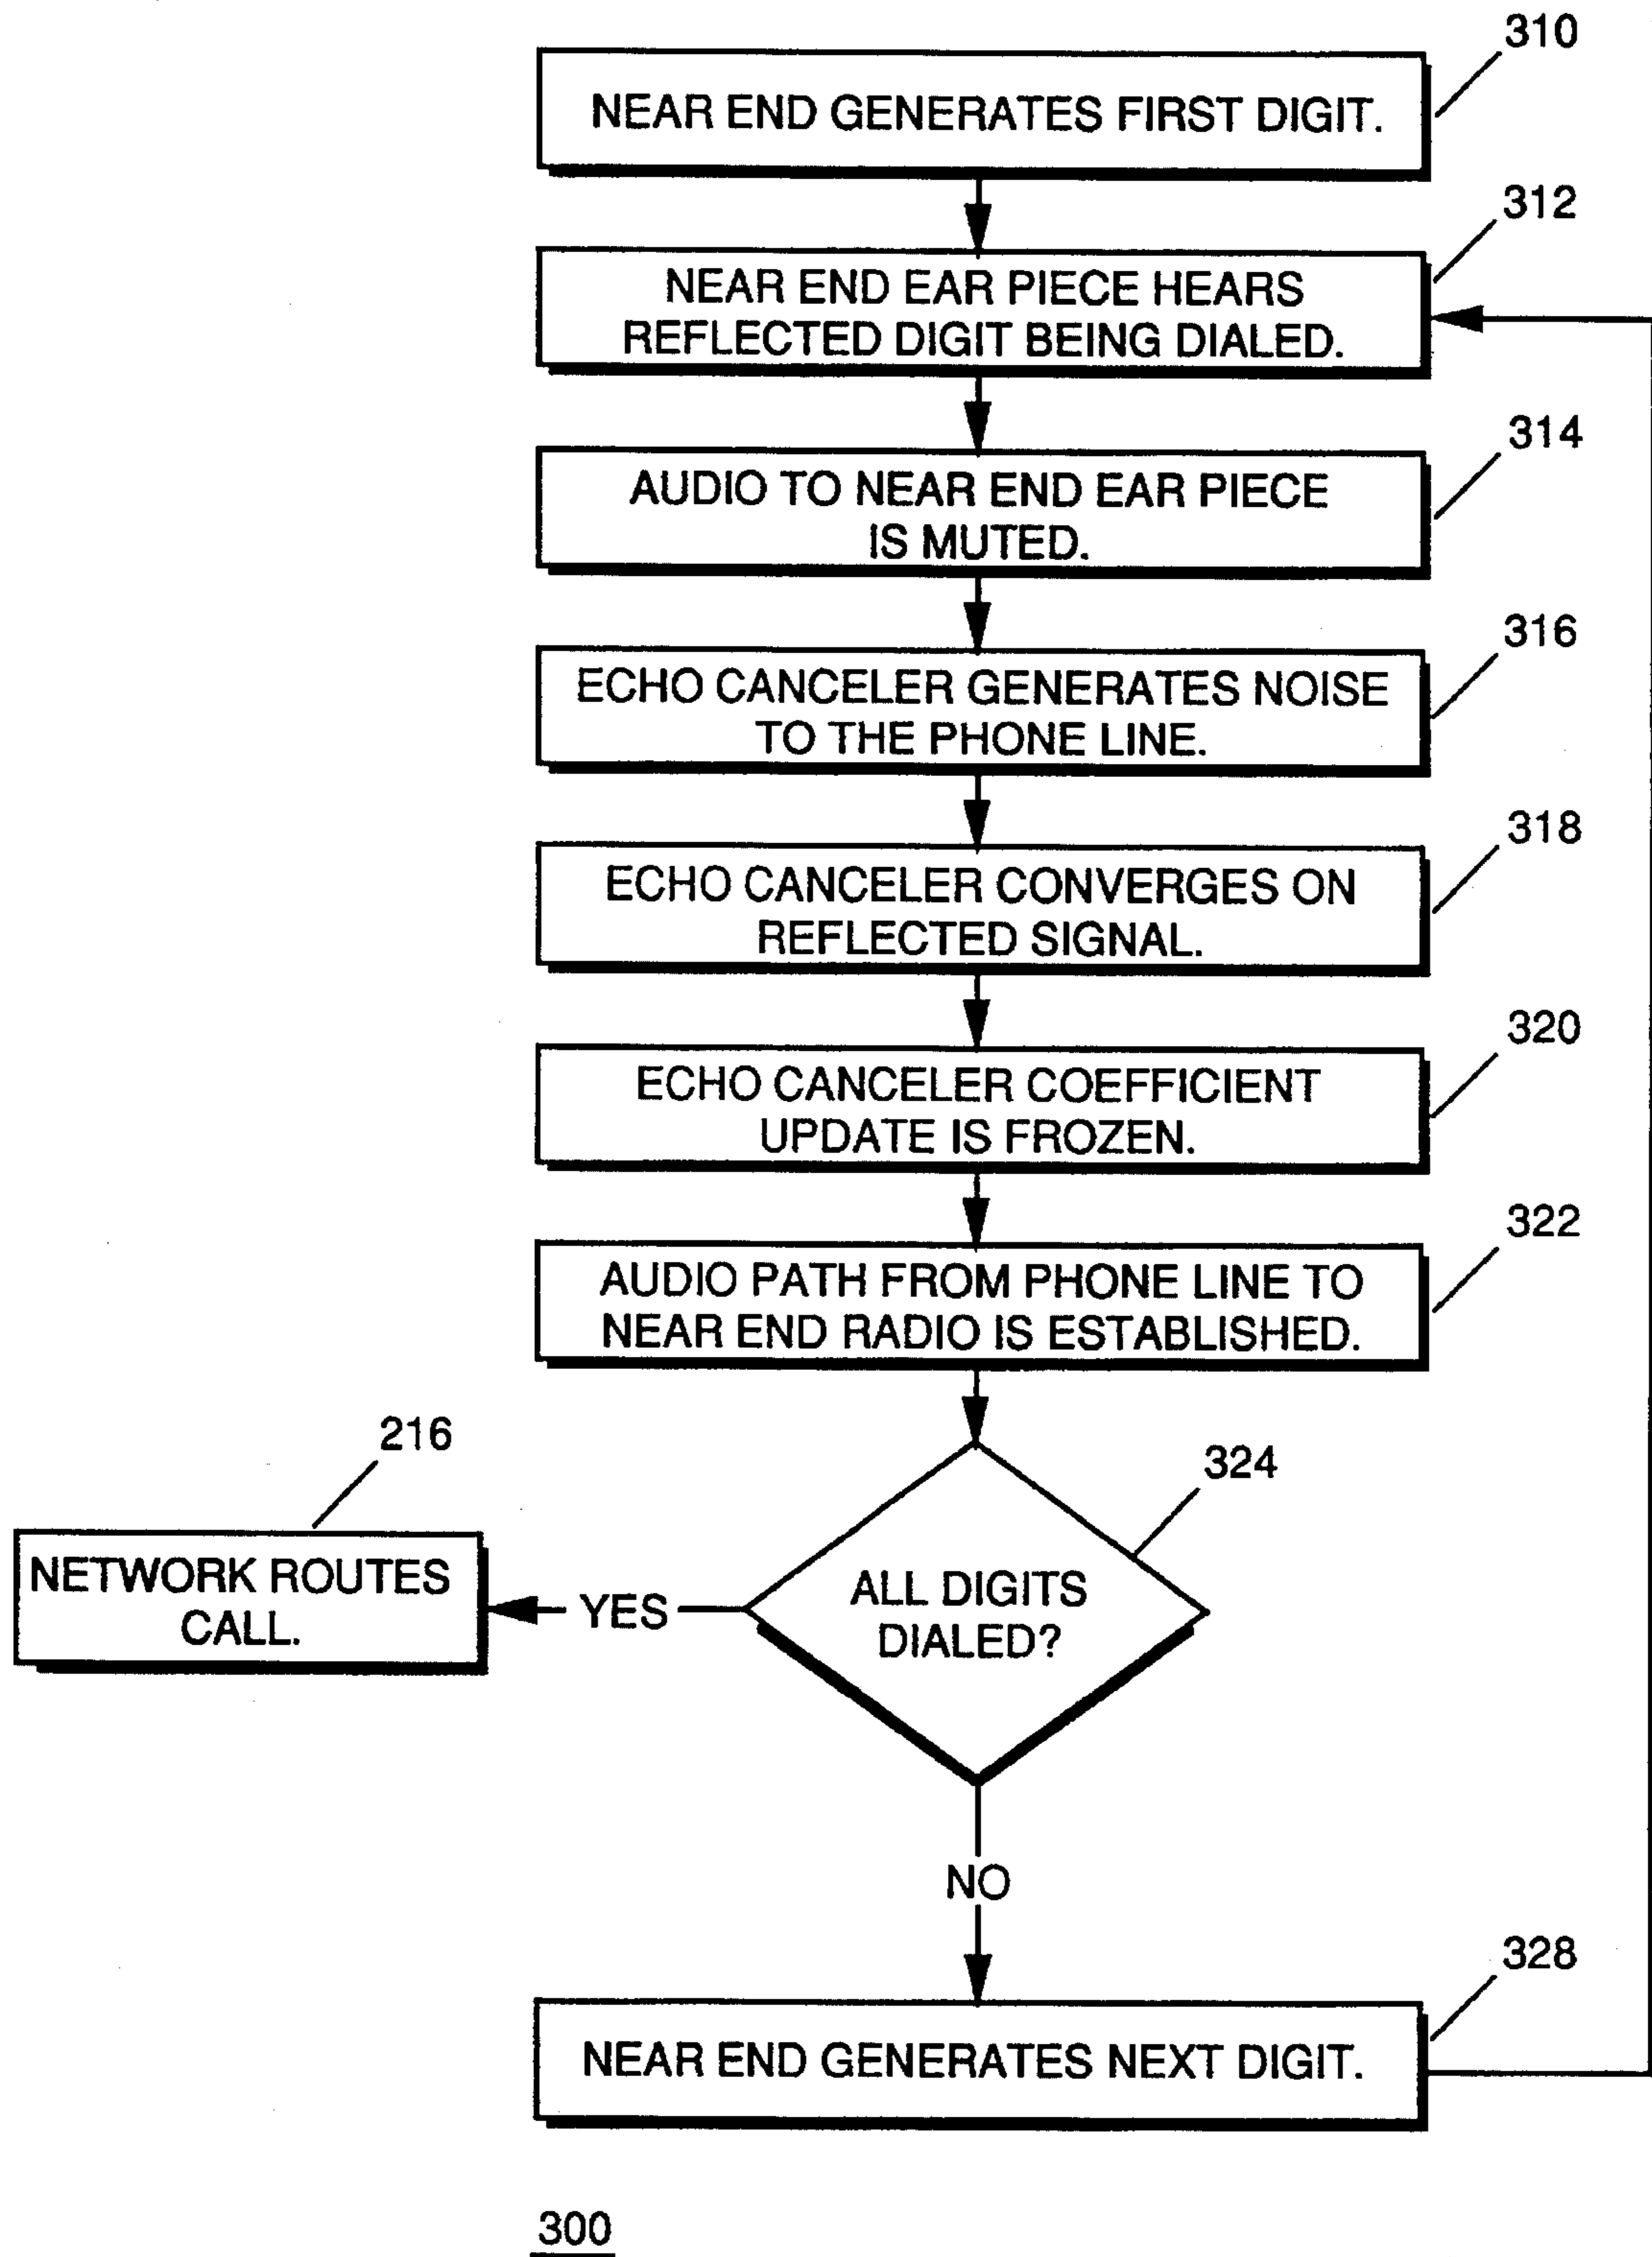 310
NEAR END GENERATES FIRST DIGIT.
312
NEAR END EAR PIECE HEARS
REFLECTED DIGIT BEING DIALED.
314
AUDIO TO NEAR END EAR PIECE
IS MUTED.
316
ECHO CANCELER GENERATES NOISE
TO THE PHONE LINE.
318
ECHO CANCELER CONVERGES ON
REFLECTED SIGNAL.
320
ECHO CANCELER COEFFICIENT
UPDATE IS FROZEN.
322
AUDIO PATH FROM PHONE LINE TO
NEAR END RADIO IS ESTABLISHED.
324
ALL DIGITS
DIALED?
YES
216
NETWORK ROUTES
CALL.
NO
328
NEAR END GENERATES NEXT DIGIT.
300